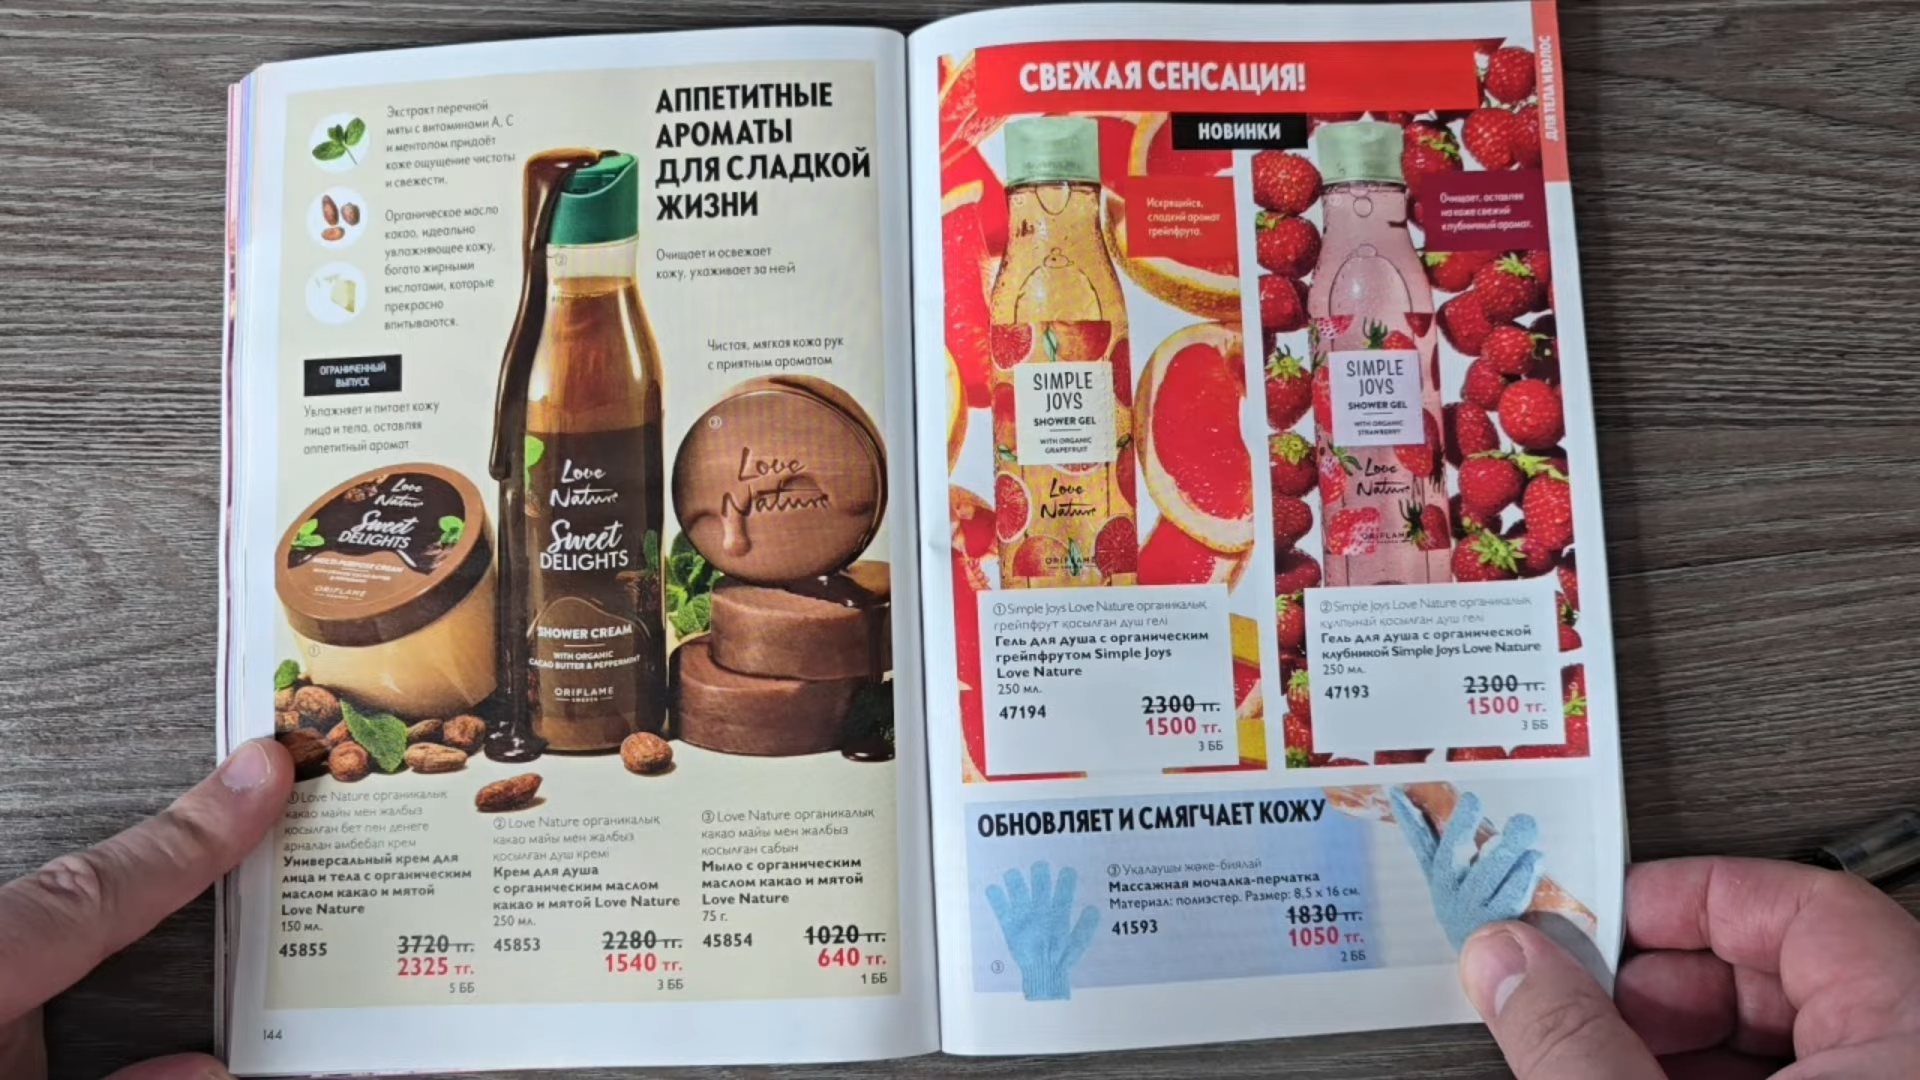 Экстракт перечной
мяты с витаминами А, С
и ментолом придаёт
коже ощущение чистоты
и свежести.
Органическое масло
какао, идеально
увлажняющее кожу,
богато жирными
кислотами, которые
прекрасно
впитываются.
ОГРАНИЧЕННЫЙ
ВЫПУСК
Увлажняет и питает кожу
лица и тела, оставляя
аппетитный аромат
АППЕТИТНЫЕ
АРОМАТЫ
ДЛЯ СЛАДКОЙ
ЖИЗНИ
Очищает и освежает
кожу, ухаживает за ней
Чистая, мягкая кожа рук
с приятным ароматом
Love
Nature
Sweet
DELIGHTS
MULTI-PURPOSE CREAM
ORIFLAME
①
②
Love
Nature
Sweet
DELIGHTS
SHOWER CREAM
WITH ORGANIC
CACAO BUTTER & PEPPERMINT
ORIFLAME
SWEDEN
③
Love
Nature
① Love Nature органикалық
какао майы мен жалбыз
қосылған бет пен денеге
арналған әмбебап крем
Универсальный крем для
лица и тела с органическим
маслом какао и мятой
Love Nature
150 мл.
45855
3720 тг.
2325 тг.
5 ББ
② Love Nature органикалық
какао майы мен жалбыз
қосылған душ кремі
Крем для душа
с органическим маслом
какао и мятой Love Nature
250 мл.
45853
2280 тг.
1540 тг.
3 ББ
③ Love Nature органикалық
какао майы мен жалбыз
қосылған сабын
Мыло с органическим
маслом какао и мятой
Love Nature
75 г.
45854
1020 тг.
640 тг.
1 ББ
144
СВЕЖАЯ СЕНСАЦИЯ!
НОВИНКИ
ДЛЯ ТЕЛА И ВОЛОС
Искрящийся,
сладкий аромат
грейпфрута.
Очищает, оставляя
на коже свежий
клубничный аромат.
SIMPLE
JOYS
SHOWER GEL
WITH ORGANIC
GRAPEFRUIT
Love
Nature
ORIFLAME
SWEDEN
SIMPLE
JOYS
SHOWER GEL
WITH ORGANIC
STRAWBERRY
Love
Nature
ORIFLAME
① Simple Joys Love Nature органикалық
грейпфрут қосылған душ гелі
Гель для душа с органическим
грейпфрутом Simple Joys
Love Nature
250 мл.
47194
2300 тг.
1500 тг.
3 ББ
② Simple Joys Love Nature органикалық
құлпынай қосылған душ гелі
Гель для душа с органической
клубникой Simple Joys Love Nature
250 мл.
47193
2300 тг.
1500 тг.
3 ББ
ОБНОВЛЯЕТ И СМЯГЧАЕТ КОЖУ
③ Уқалаушы жөке-биялай
Массажная мочалка-перчатка
Материал: полиэстер. Размер: 8,5 х 16 см.
41593
1830 тг.
1050 тг.
2 ББ
③